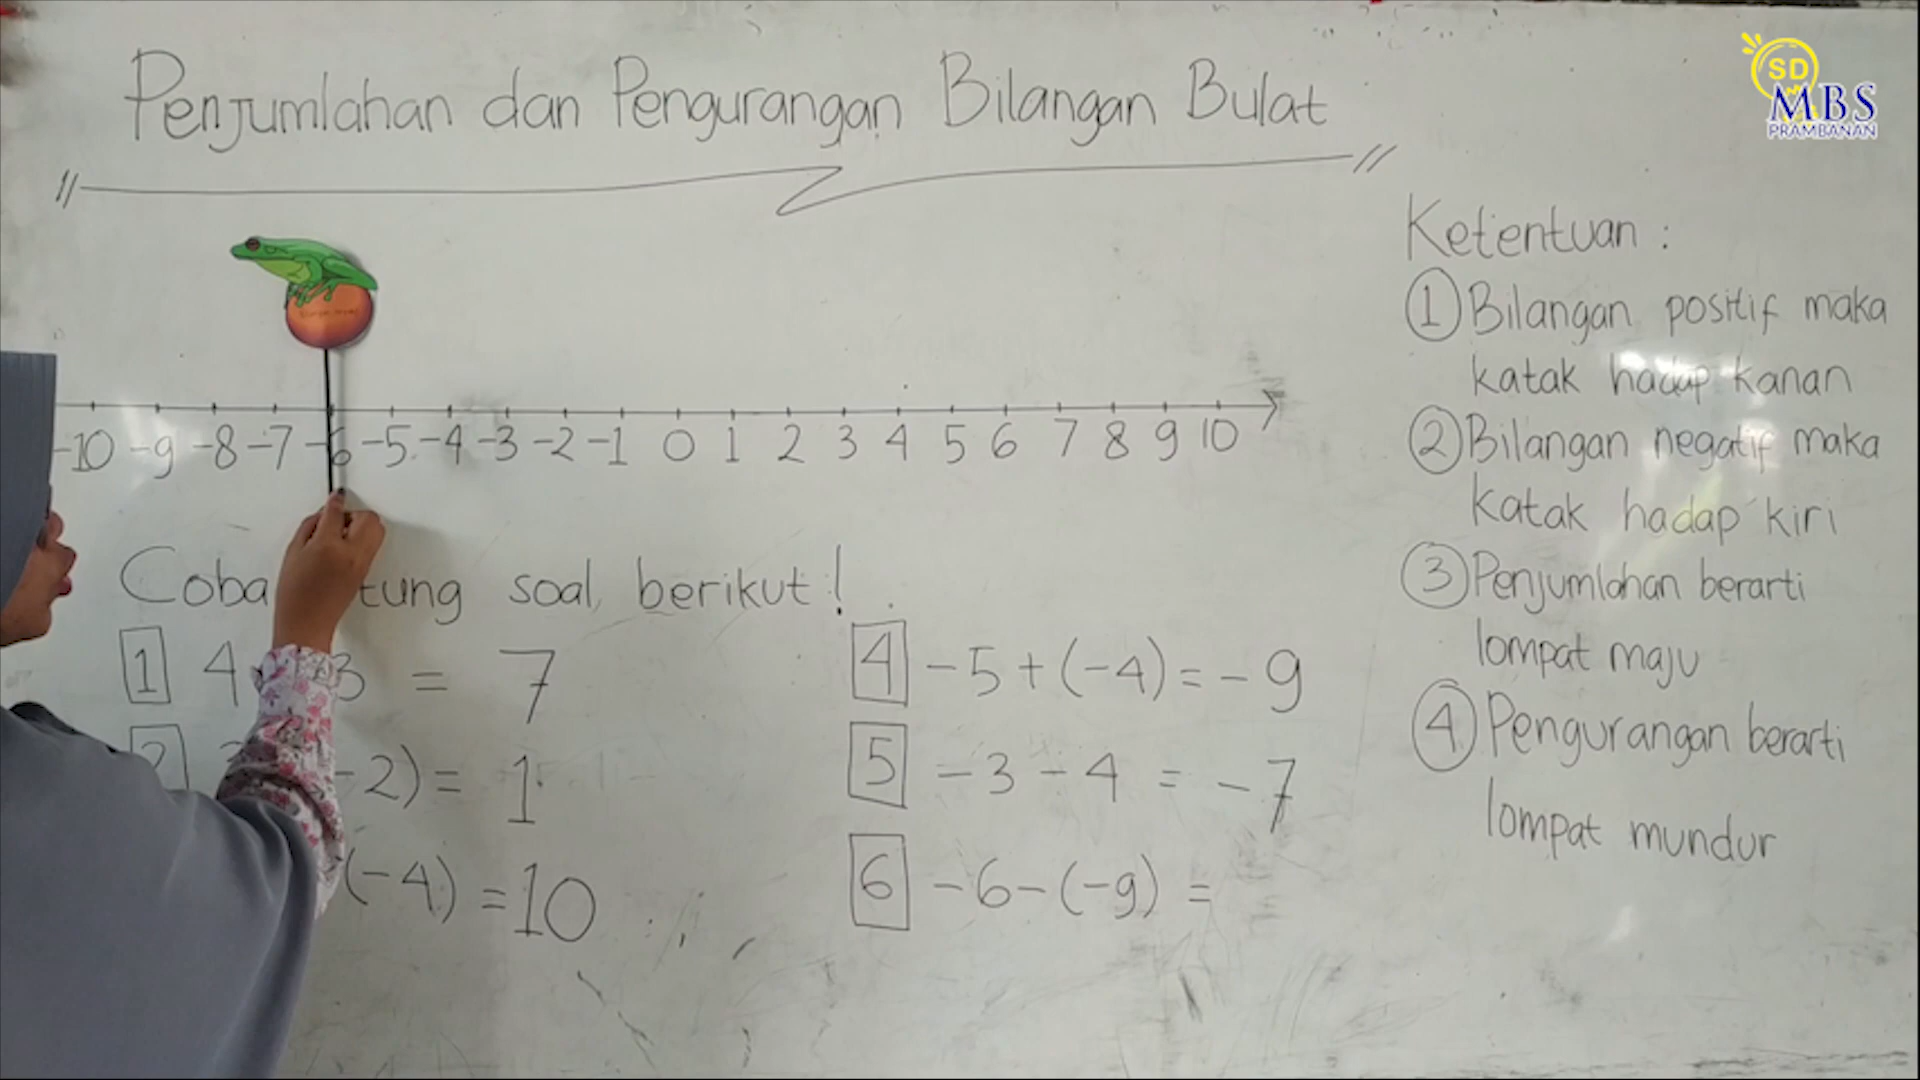 Penjumlahan dan Pengurangan Bilangan Bulat
SD
MBS
PRAMBANAN
-10 -9 -8 -7 -6 -5 -4 -3 -2 -1 0 1 2 3 4 5 6 7 8 9 10
Coba tung soal berikut!
1 4 3 = 7
2 -2) = 1
(-4) = 10
4 -5 + (-4) = -9
5 -3 - 4 = -7
6 -6 - (-9) =
Ketentuan :
1 Bilangan positif maka
katak hadap kanan
2 Bilangan negatif maka
katak hadap kiri
3 Penjumlahan berarti
lompat maju
4 Pengurangan berarti
lompat mundur